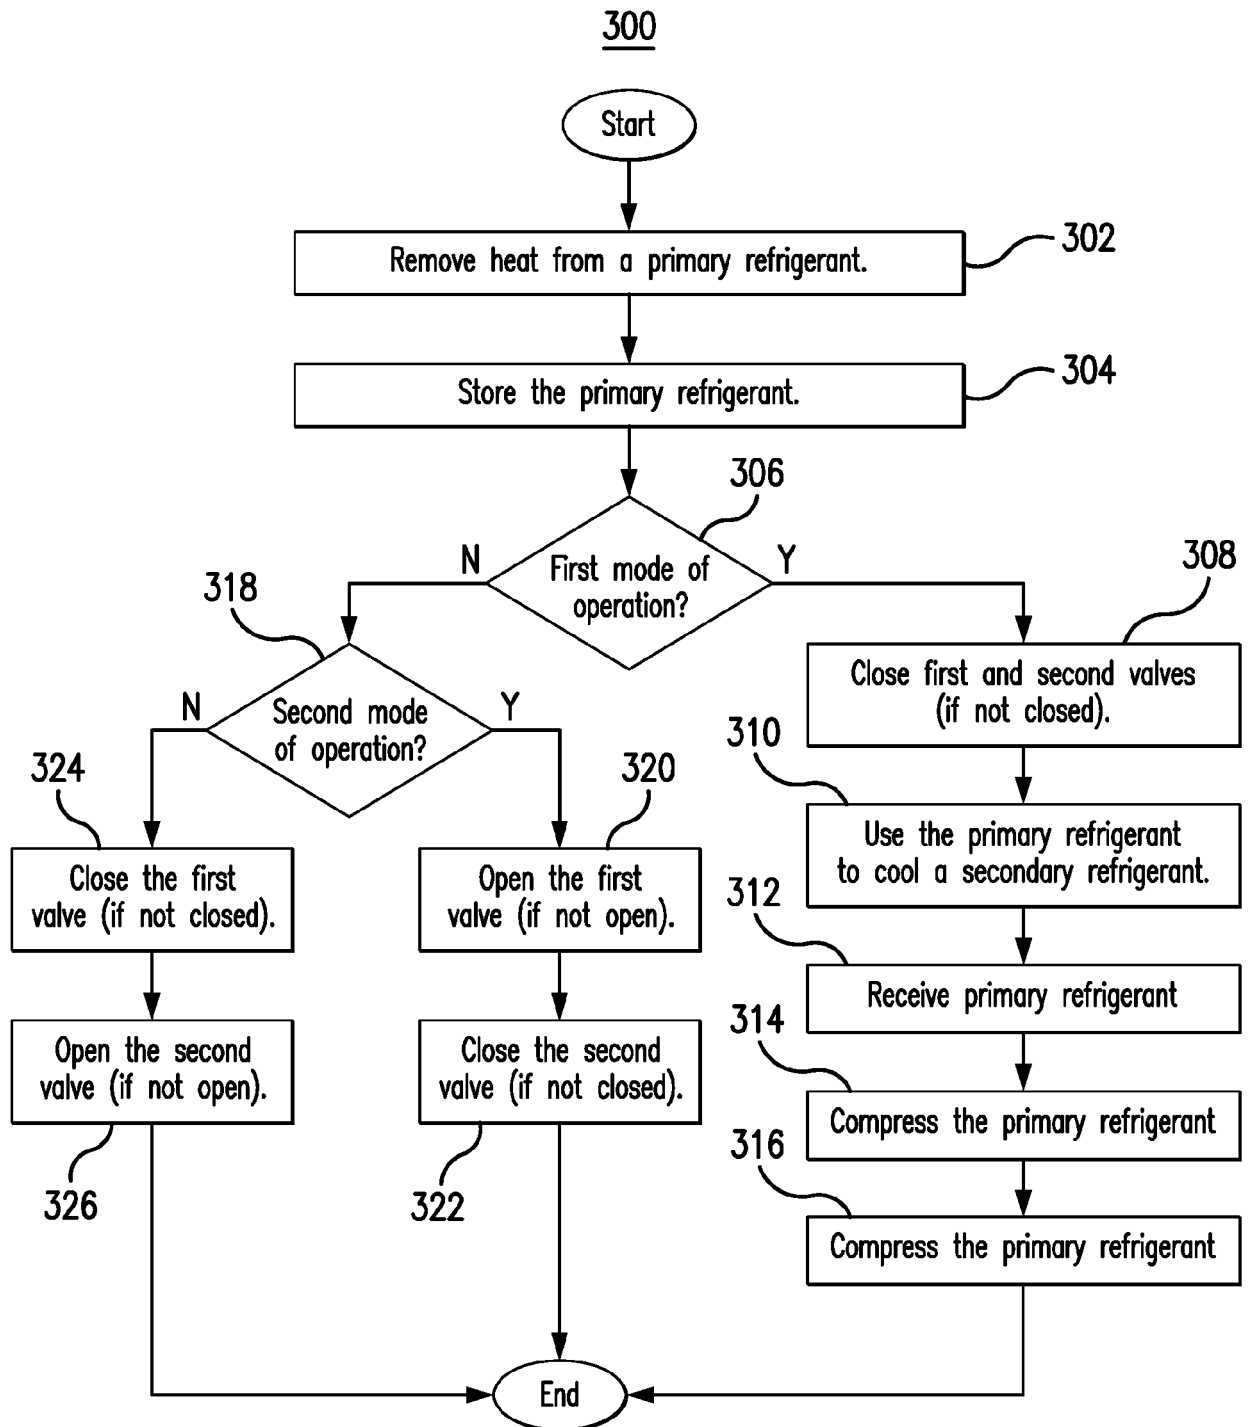 300
Start
Remove heat from a primary refrigerant.
302
Store the primary refrigerant.
304
306
First mode of
operation?
N
Y
308
Close first and second valves
(if not closed).
310
Use the primary refrigerant
to cool a secondary refrigerant.
312
Receive primary refrigerant
314
Compress the primary refrigerant
316
Compress the primary refrigerant
318
Second mode
of operation?
N
Y
324
Close the first
valve (if not closed).
Open the second
valve (if not open).
326
320
Open the first
valve (if not open).
Close the second
valve (if not closed).
322
End